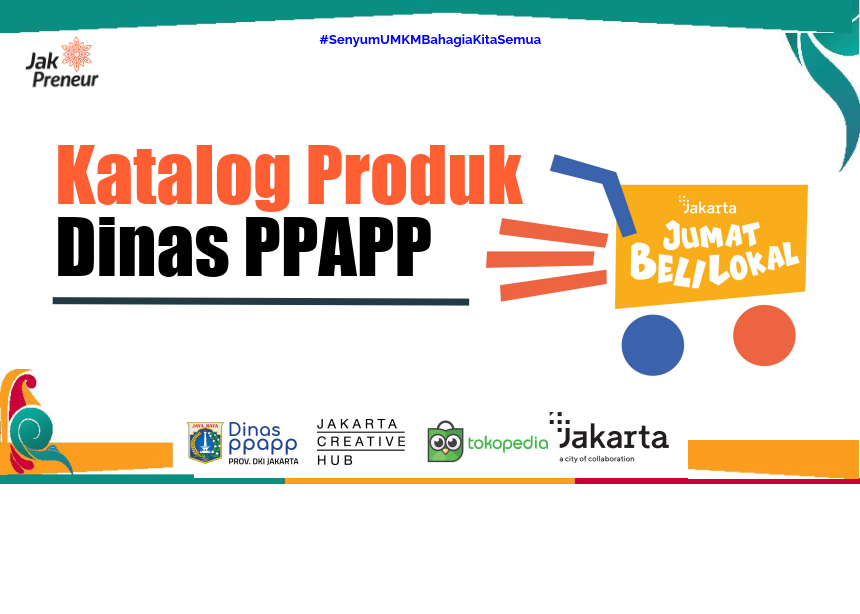 #SenyumUMKMBahagiaKitaSemua
Jak
Preneur
Katalog Produk
Dinas PPAPP
Jakarta
JUMAT
BELI LOKAL
JAYA RAYA
Dinas
ppapp
PROV. DKI JAKARTA
JAKARTA
CREATIVE
HUB
tokopedia
Jakarta
a city of collaboration